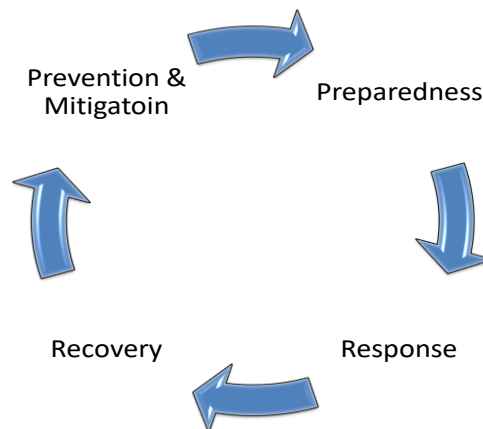 Prevention &
Mitigatoin
Preparedness
Recovery
Response